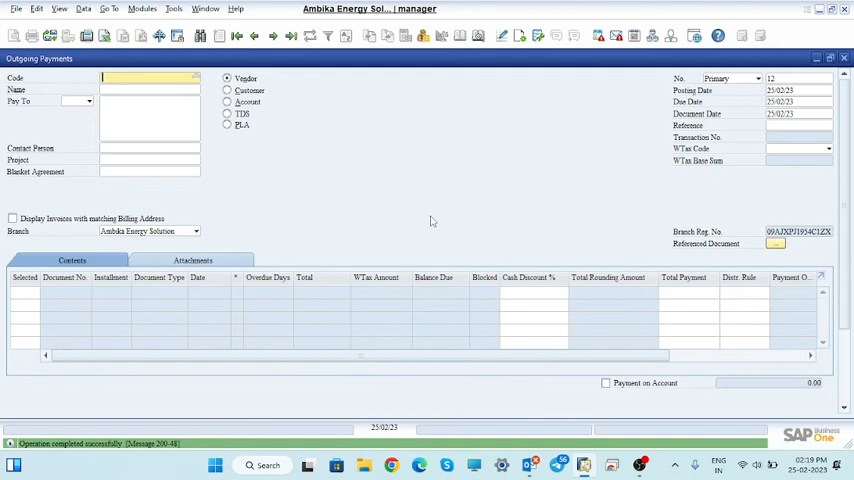 File Edit View Data Go To Modules Tools Window Help
Ambika Energy Sol... | manager
Outgoing Payments
Code
Name
Pay To
Contact Person
Project
Blanket Agreement
Vendor
Customer
Account
TDS
PLA
No. Primary 12
Posting Date 25/02/23
Due Date 25/02/23
Document Date 25/02/23
Reference
Transaction No.
WTax Code
WTax Base Sum
Display Invoices with matching Billing Address
Branch Ambika Energy Solution
Branch Reg. No. 09AJXPJ1954C1ZX
Referenced Document ...
Contents Attachments
Selected Document No. Installment Document Type Date * Overdue Days Total WTax Amount Balance Due Blocked Cash Discount % Total Rounding Amount Total Payment Distr. Rule Payment O...
Payment on Account 0.00
25/02/23
Operation completed successfully [Message 200-48]
SAP Business One
Search
56
ENG
IN
02:19 PM
25-02-2023